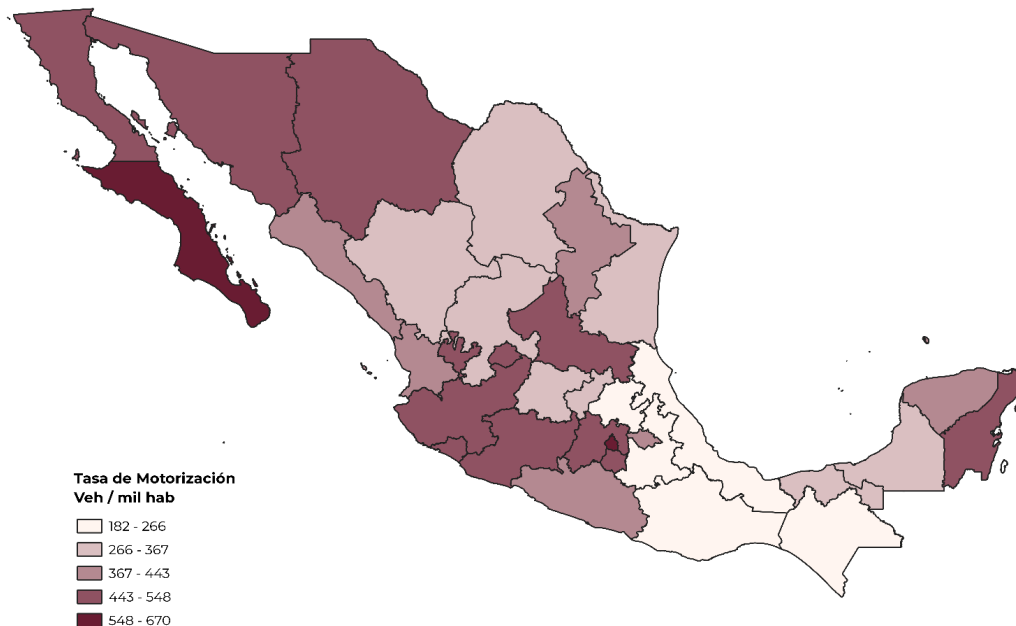 Tasa de Motorización
Veh / mil hab
182 - 266
266 - 367
367 - 443
443 - 548
548 - 670